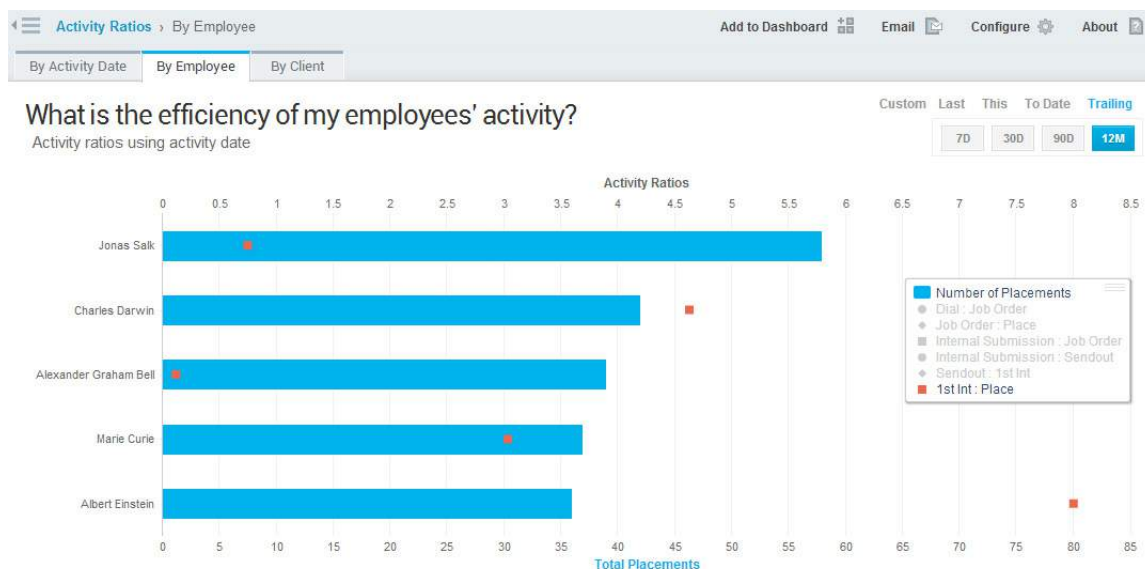 Activity Ratios › By Employee
Add to Dashboard Email Configure About
By Activity Date By Employee By Client
What is the efficiency of my employees' activity?
Activity ratios using activity date
Custom Last This To Date Trailing
7D 30D 90D 12M
Activity Ratios
0 0.5 1 1.5 2 2.5 3 3.5 4 4.5 5 5.5 6 6.5 7 7.5 8 8.5
Jonas Salk
Charles Darwin
Alexander Graham Bell
Marie Curie
Albert Einstein
Number of Placements
Dial : Job Order
Job Order : Place
Internal Submission : Job Order
Internal Submission : Sendout
Sendout : 1st Int
1st Int : Place
0 5 10 15 20 25 30 35 40 45 50 55 60 65 70 75 80 85
Total Placements